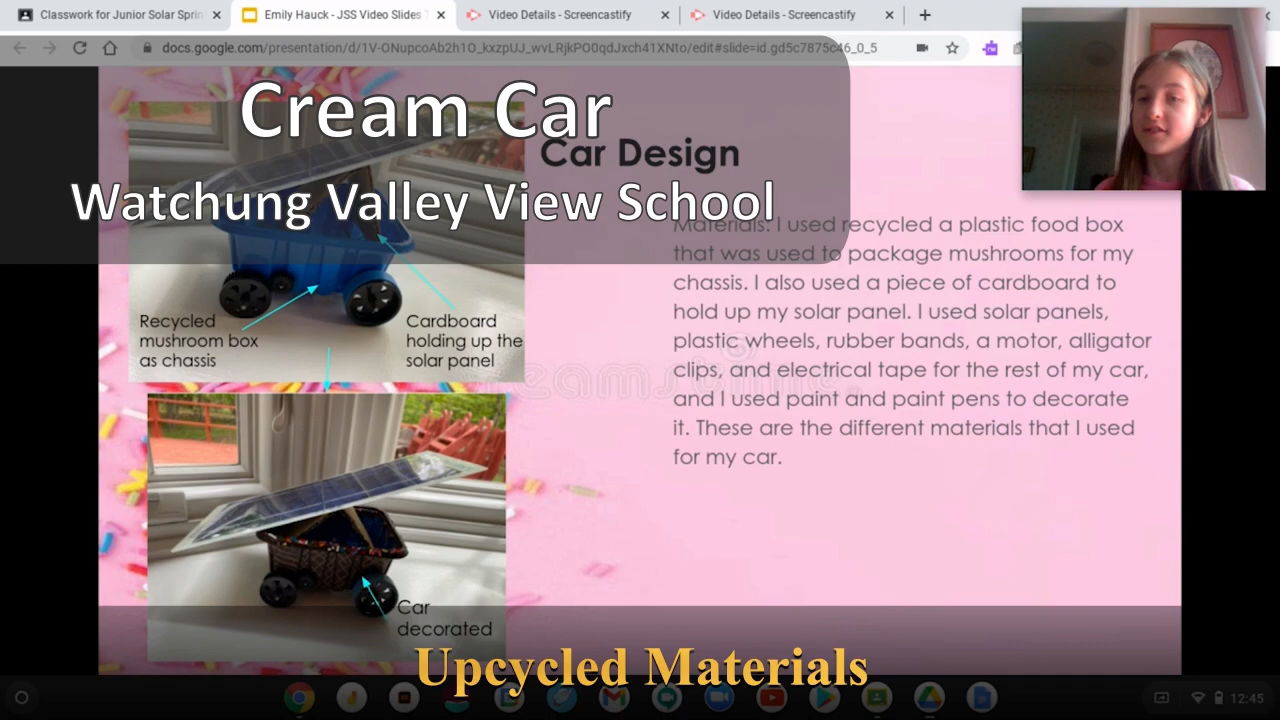 Classwork for Junior Solar Sprin
Emily Hauck - JSS Video Slides T
Video Details - Screencastify
Video Details - Screencastify
docs.google.com/presentation/d/1V-ONupcoAb2h1O_kxzpUJ_wvLRjkPO0qdJxch41XNto/edit#slide=id.gd5c7875c46_0_5
Cream Car
Watchung Valley View School
Car Design
Materials: I used recycled a plastic food box
that was used to package mushrooms for my
chassis. I also used a piece of cardboard to
hold up my solar panel. I used solar panels,
plastic wheels, rubber bands, a motor, alligator
clips, and electrical tape for the rest of my car,
and I used paint and paint pens to decorate
it. These are the different materials that I used
for my car.
Recycled
mushroom box
as chassis
Cardboard
holding up the
solar panel
dreamstime
Car
decorated
Upcycled Materials
12:45